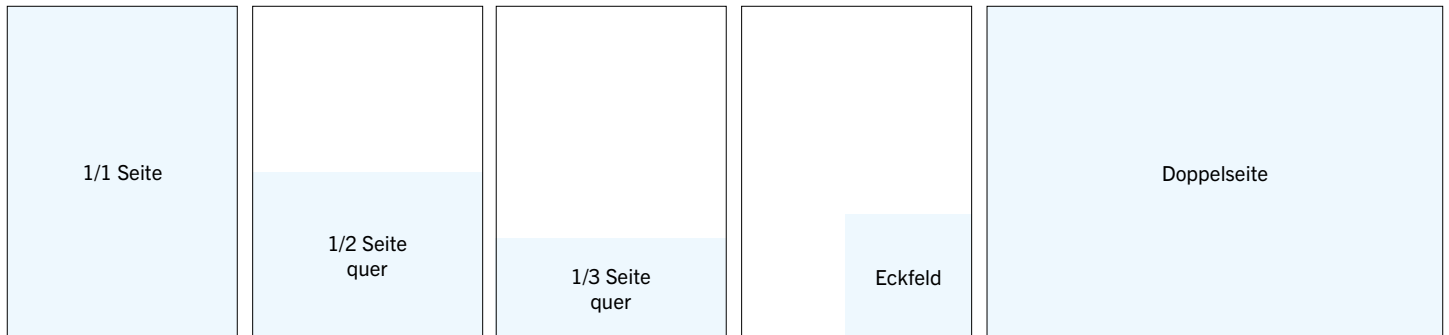 1/1 Seite
1/2 Seite
quer
1/3 Seite
quer
Eckfeld
Doppelseite